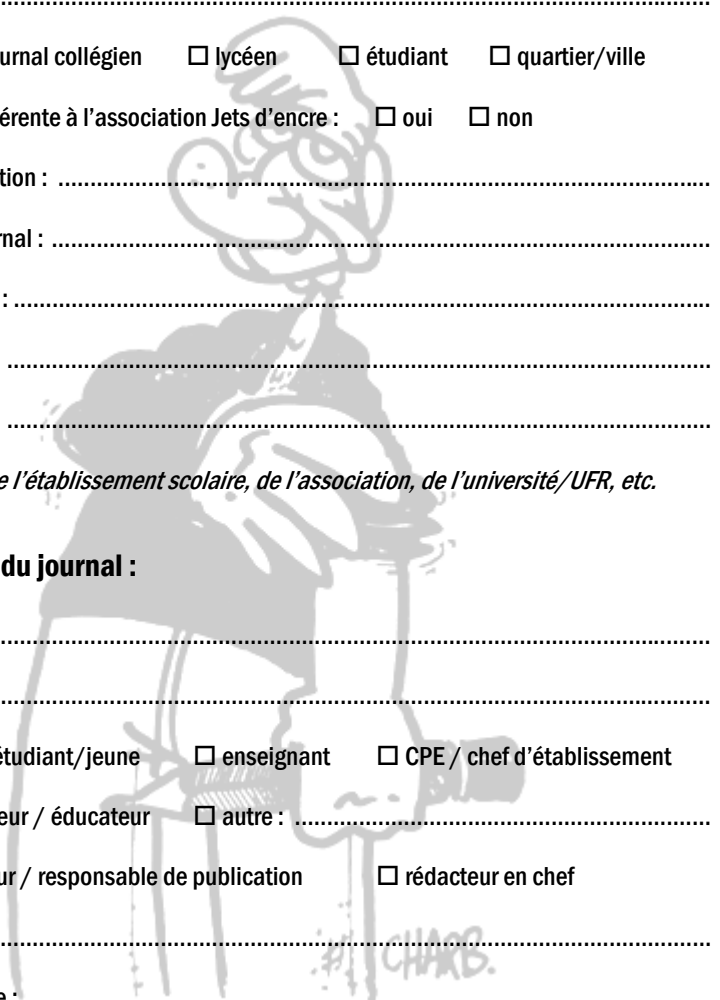 urnal collégien ☐ lycéen ☐ étudiant ☐ quartier/ville
érente à l'association Jets d'encre : ☐ oui ☐ non
tion : ........................................
rnal : ........................................
: ........................................
........................................
........................................
e l'établissement scolaire, de l'association, de l'université/UFR, etc.
du journal :
........................................
........................................
étudiant/jeune ☐ enseignant ☐ CPE / chef d'établissement
eur / éducateur ☐ autre : ........................................
ur / responsable de publication ☐ rédacteur en chef
........................................
CHARB.
e :